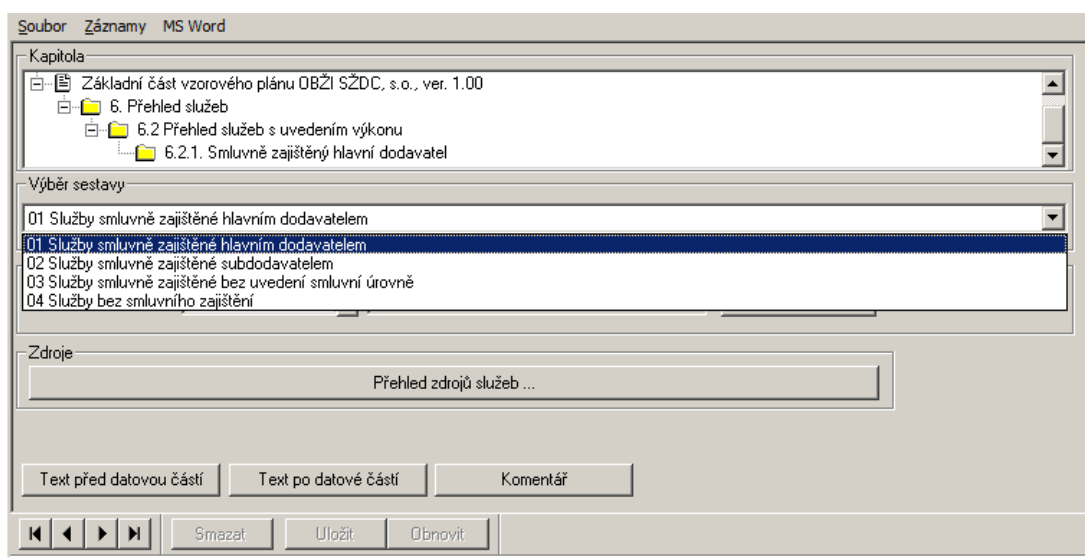 Soubor Záznamy MS Word
Kapitola
Základní část vzorového plánu OBŽI SŽDC, s.o., ver. 1.00
6. Přehled služeb
6.2 Přehled služeb s uvedením výkonu
6.2.1. Smluvně zajištěný hlavní dodavatel
Výběr sestavy
01 Služby smluvně zajištěné hlavním dodavatelem
01 Služby smluvně zajištěné hlavním dodavatelem
02 Služby smluvně zajištěné subdodavatelem
03 Služby smluvně zajištěné bez uvedení smluvní úrovně
04 Služby bez smluvního zajištění
Zdroje
Přehled zdrojů služeb ...
Text před datovou částí Text po datové částí Komentář
Smazat Uložit Obnovit